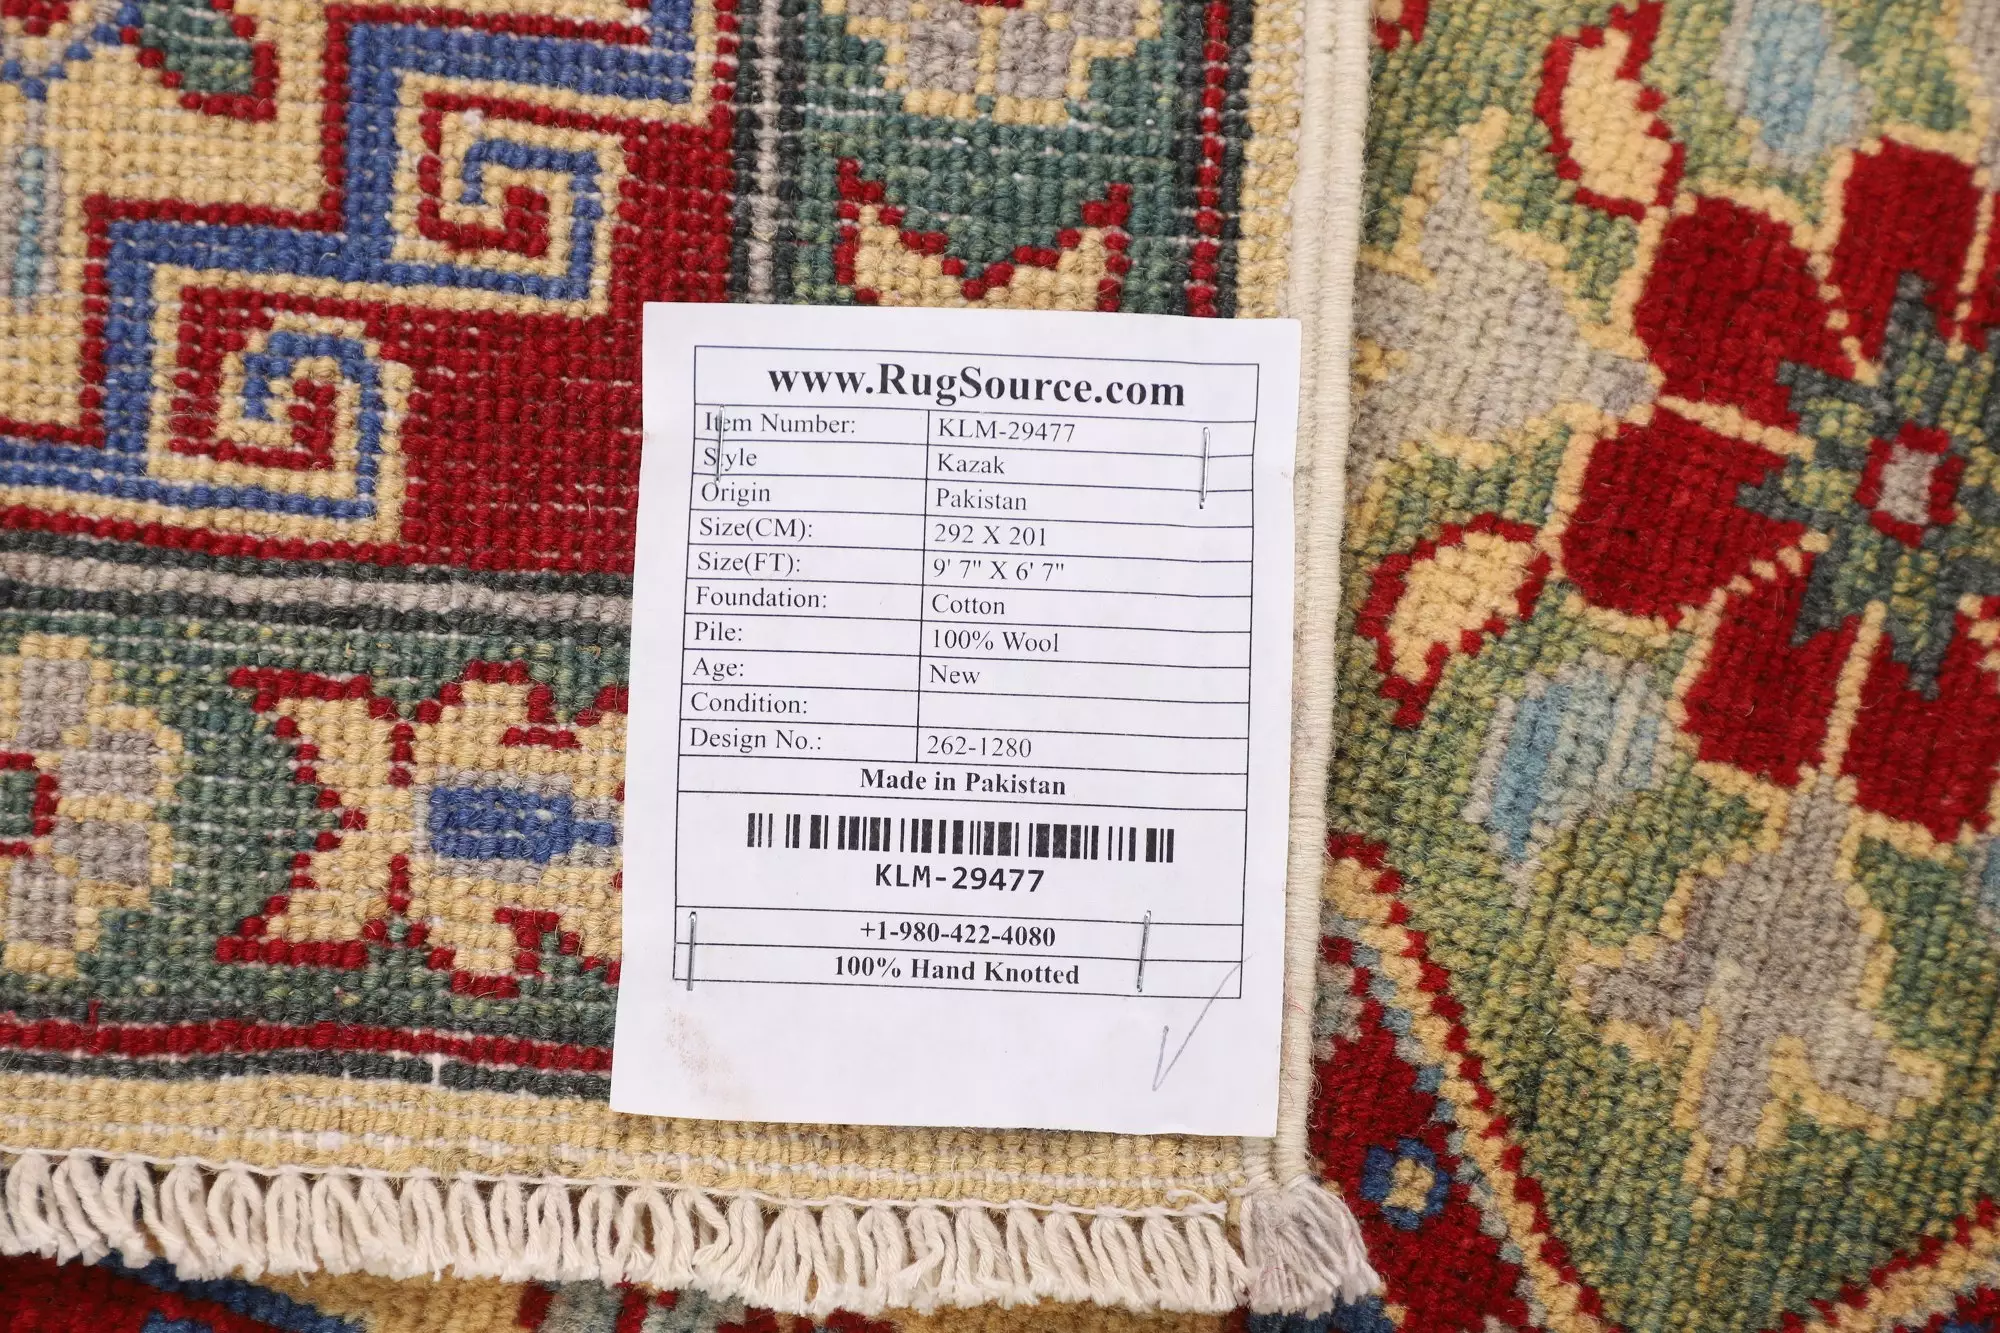 www.RugSource.com
Item Number: KLM-29477
Style Kazak
Origin Pakistan
Size(CM): 292 X 201
Size(FT): 9' 7" X 6' 7"
Foundation: Cotton
Pile: 100% Wool
Age: New
Condition:
Design No.: 262-1280
Made in Pakistan
KLM-29477
+1-980-422-4080
100% Hand Knotted